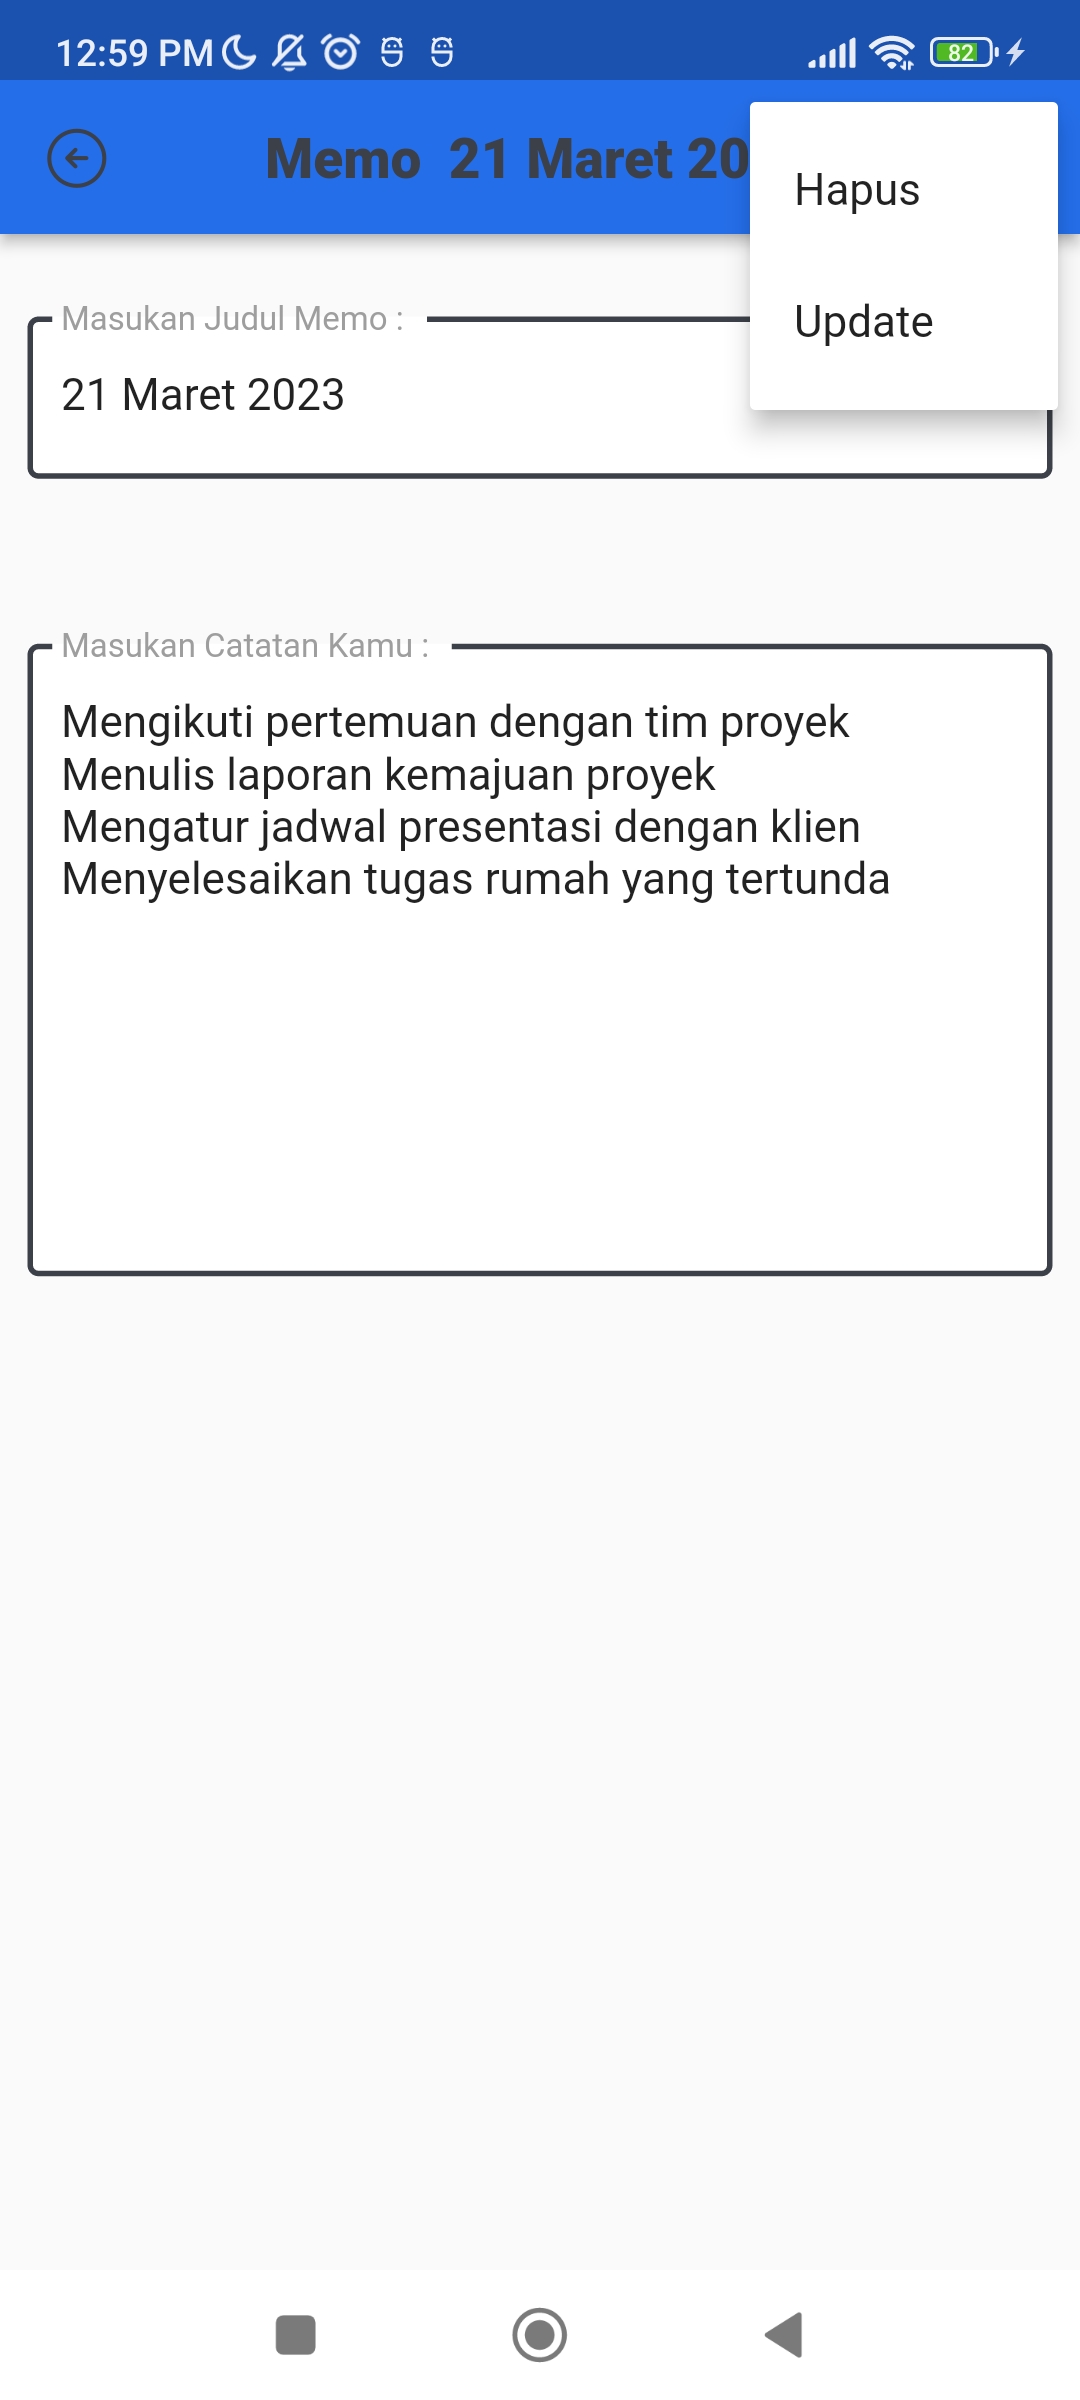 12:59 PM
82
Memo  21 Maret 20
Hapus
Update
Masukan Judul Memo :
21 Maret 2023
Masukan Catatan Kamu :
Mengikuti pertemuan dengan tim proyek
Menulis laporan kemajuan proyek
Mengatur jadwal presentasi dengan klien
Menyelesaikan tugas rumah yang tertunda